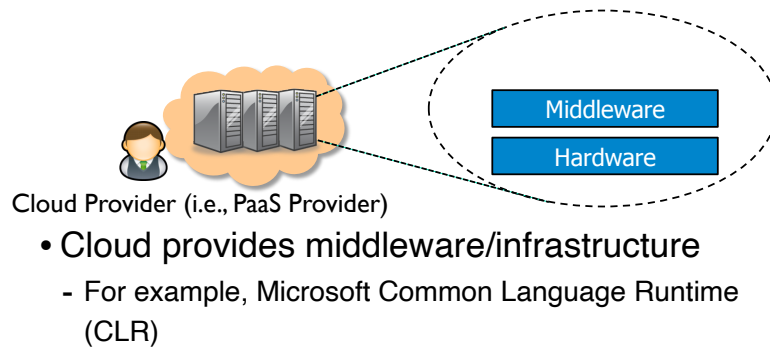 Middleware
Hardware
Cloud Provider (i.e., PaaS Provider)
• Cloud provides middleware/infrastructure
- For example, Microsoft Common Language Runtime
(CLR)